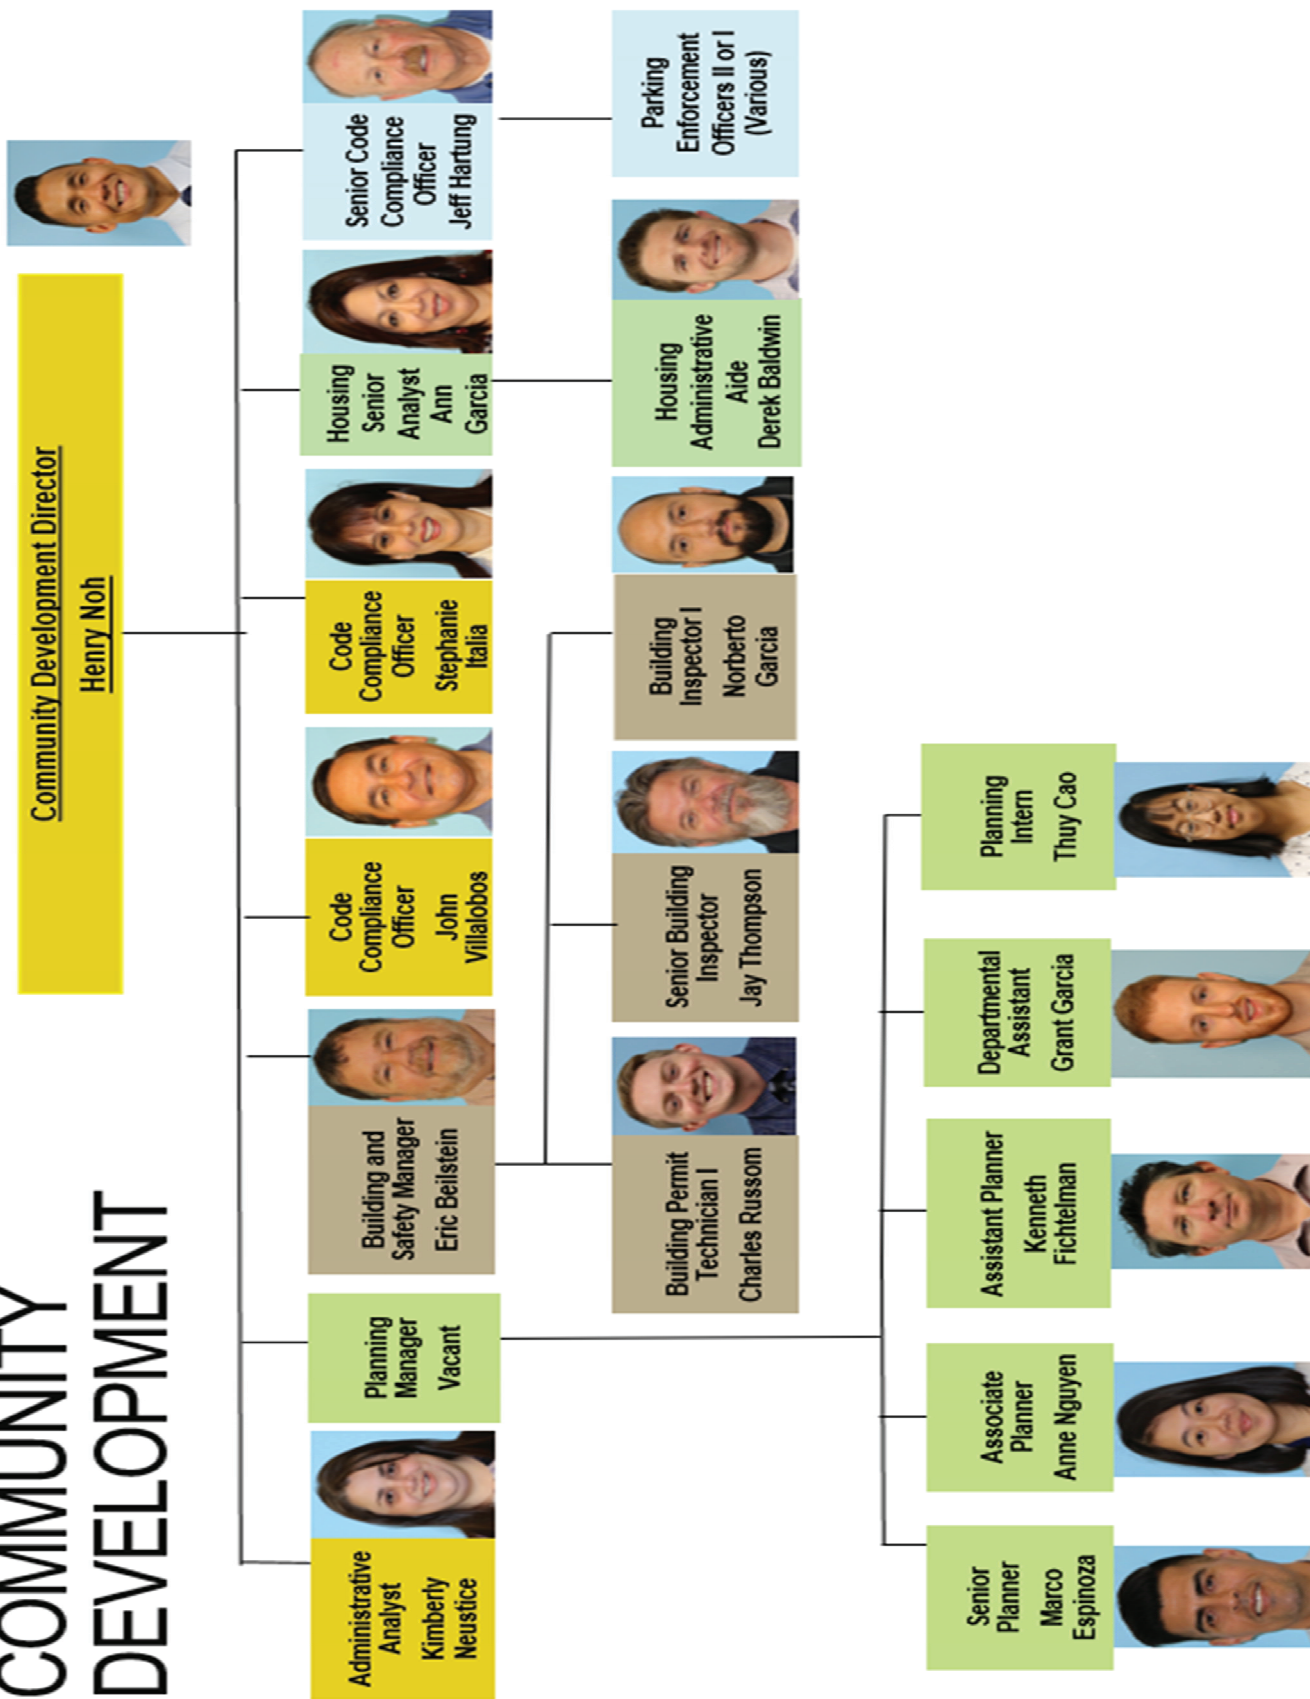 COMMUNITY
DEVELOPMENT
Community Development Director
Henry Noh
Administrative
Analyst
Kimberly
Neustice
Planning
Manager
Vacant
Building and
Safety Manager
Eric Beilstein
Code
Compliance
Officer
John
Villalobos
Code
Compliance
Officer
Stephanie
Italia
Housing
Senior
Analyst
Ann
Garcia
Senior Code
Compliance
Officer
Jeff Hartung
Building Permit
Technician I
Charles Russom
Senior Building
Inspector
Jay Thompson
Building
Inspector I
Norberto
Garcia
Housing
Administrative
Aide
Derek Baldwin
Parking
Enforcement
Officers II or I
(Various)
Senior
Planner
Marco
Espinoza
Associate
Planner
Anne Nguyen
Assistant Planner
Kenneth
Fichtelman
Departmental
Assistant
Grant Garcia
Planning
Intern
Thuy Cao